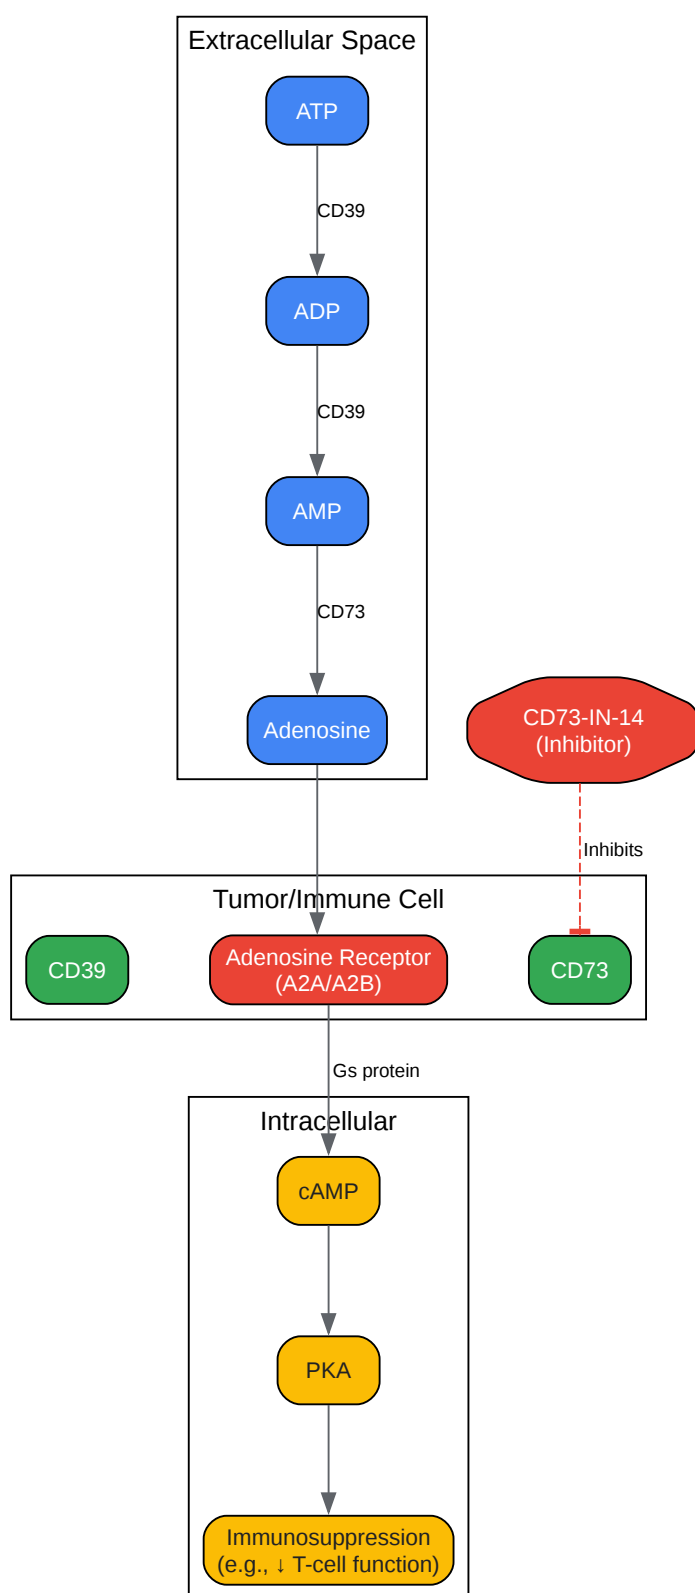 Extracellular Space
ATP
CD39
ADP
CD39
AMP
CD73
Adenosine
CD73-IN-14
(Inhibitor)
Inhibits
Tumor/Immune Cell
CD39
Adenosine Receptor
(A2A/A2B)
CD73
Gs protein
Intracellular
cAMP
PKA
Immunosuppression
(e.g., ↓ T-cell function)